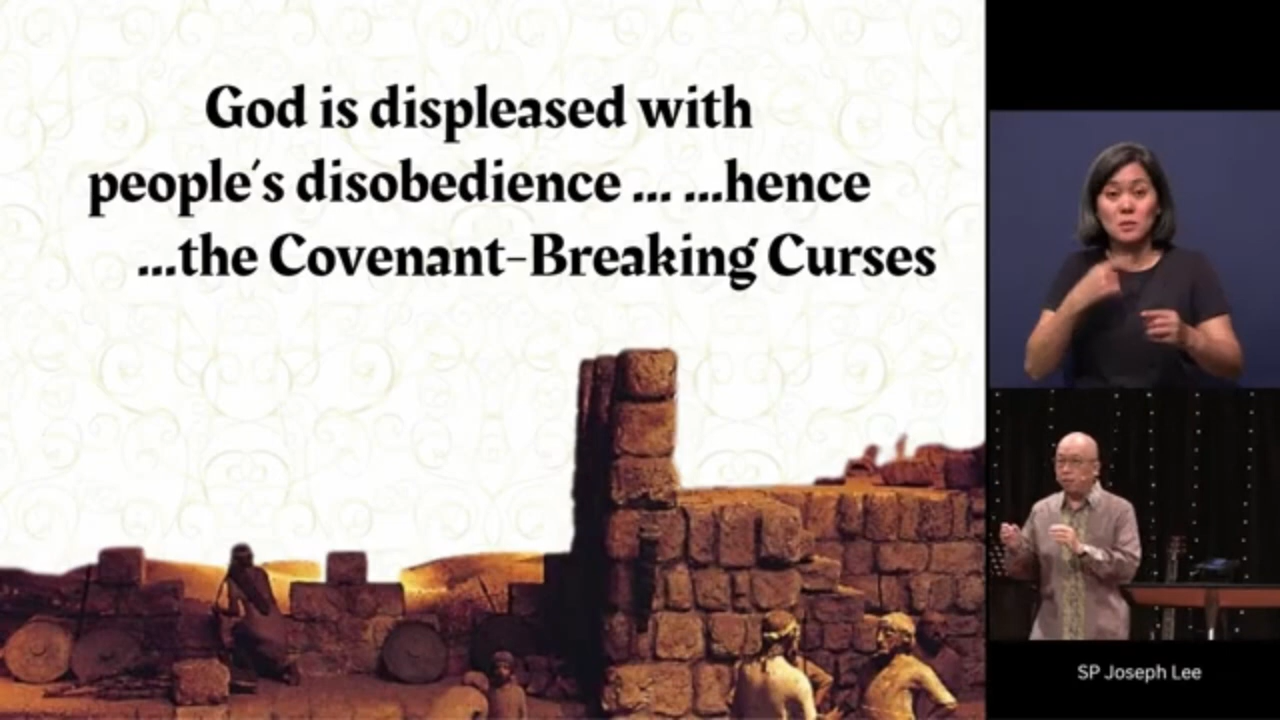 God is displeased with
people's disobedience ... ...hence
...the Covenant-Breaking Curses
SP Joseph Lee